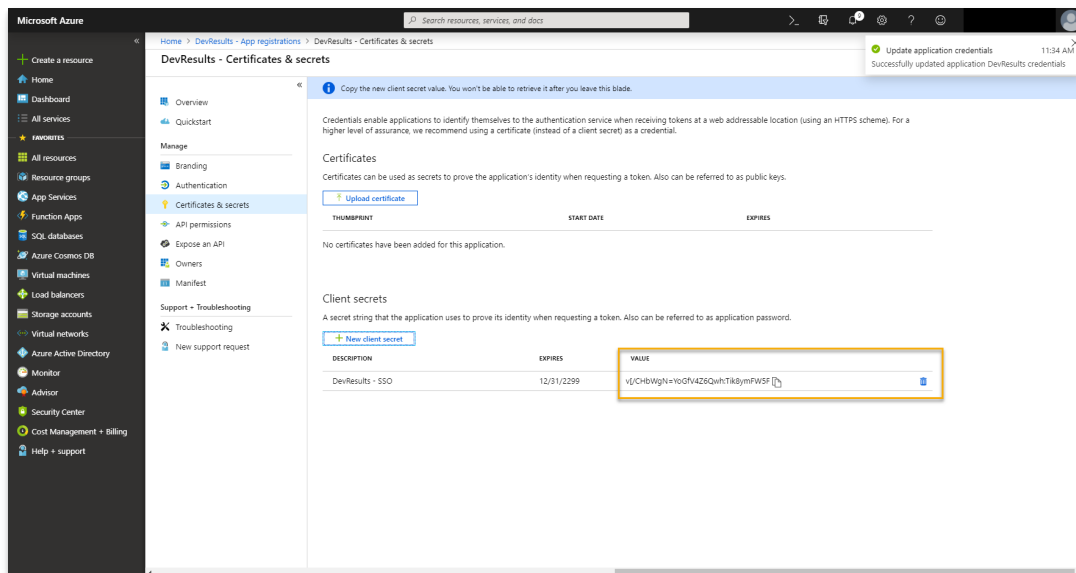 Microsoft Azure
Search resources, services, and docs
Home > DevResults - App registrations > DevResults - Certificates & secrets
DevResults - Certificates & secrets
Update application credentials 11:34 AM
Successfully updated application DevResults credentials
Create a resource
Home
Dashboard
All services
FAVORITES
All resources
Resource groups
App Services
Function Apps
SQL databases
Azure Cosmos DB
Virtual machines
Load balancers
Storage accounts
Virtual networks
Azure Active Directory
Monitor
Advisor
Security Center
Cost Management + Billing
Help + support
Overview
Quickstart
Manage
Branding
Authentication
Certificates & secrets
API permissions
Expose an API
Owners
Manifest
Support + Troubleshooting
Troubleshooting
New support request
Copy the new client secret value. You won't be able to retrieve it after you leave this blade.
Credentials enable applications to identify themselves to the authentication service when receiving tokens at a web addressable location (using an HTTPS scheme). For a
higher level of assurance, we recommend using a certificate (instead of a client secret) as a credential.
Certificates
Certificates can be used as secrets to prove the application's identity when requesting a token. Also can be referred to as public keys.
Upload certificate
THUMBPRINT START DATE EXPIRES
No certificates have been added for this application.
Client secrets
A secret string that the application uses to prove its identity when requesting a token. Also can be referred to as application password.
New client secret
DESCRIPTION EXPIRES VALUE
DevResults - SSO 12/31/2299 v[/CHbWgN=YoGfV4Z6Qwh:Tik8ymFW5F